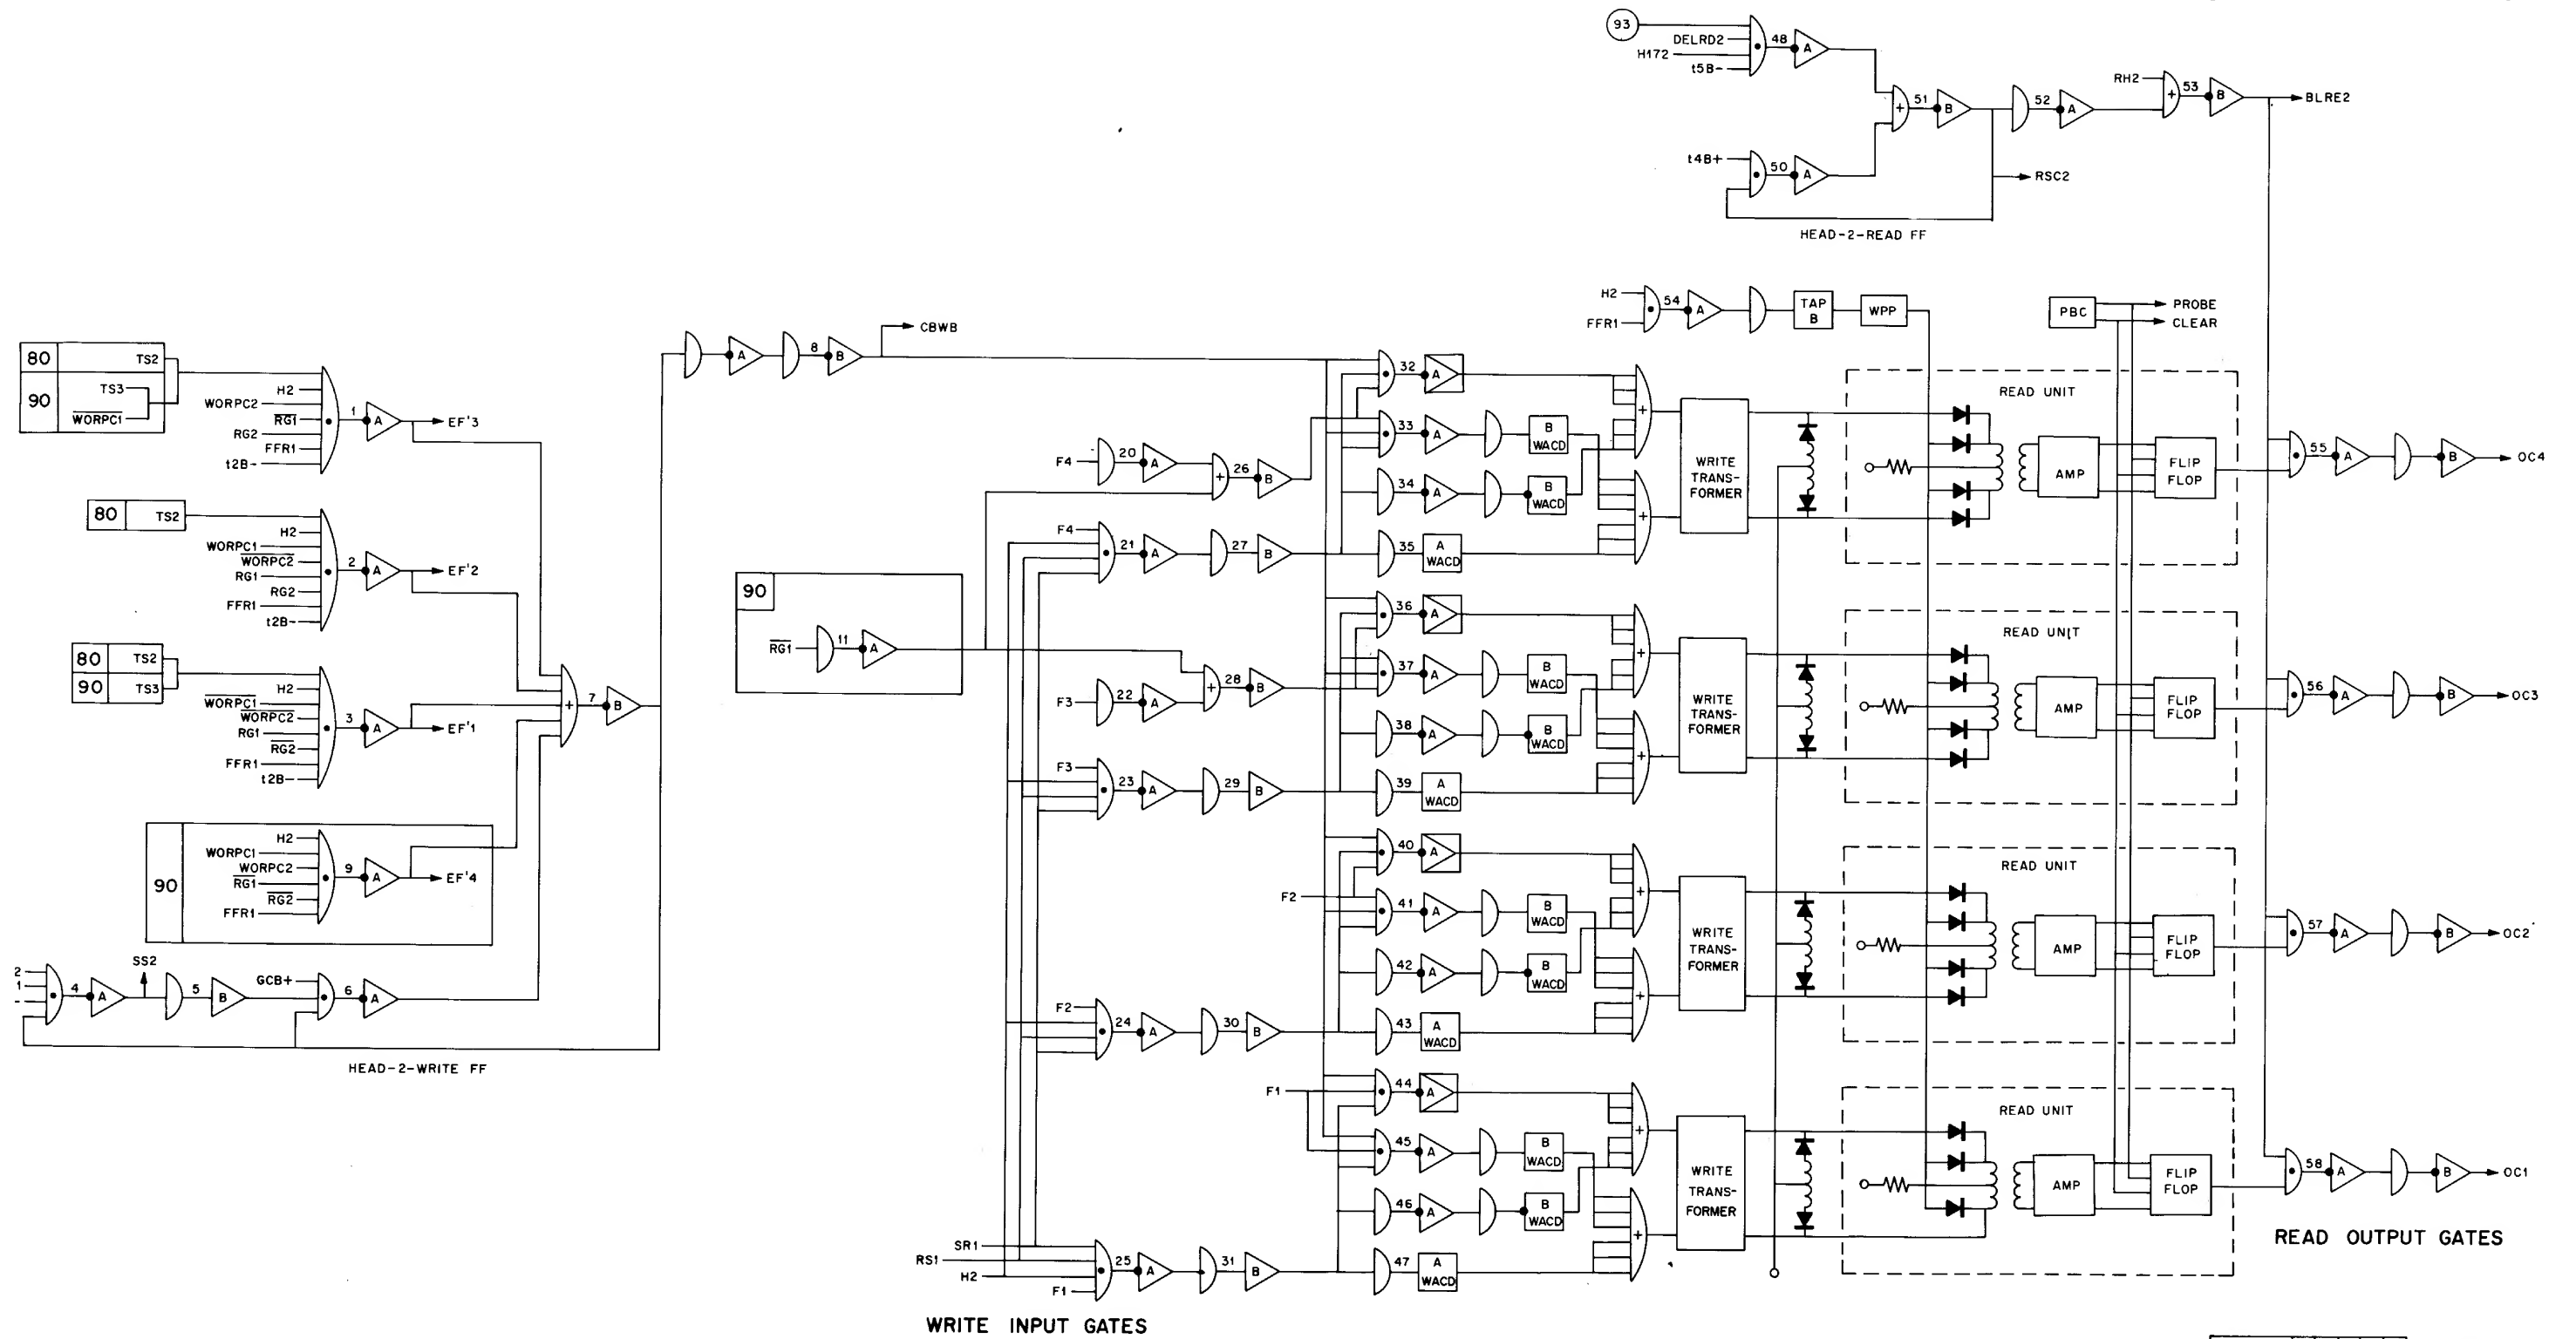 93
DELRD2
H172
t5B-
48
A
t4B+
50
A
+
51
B
52
A
RH2
+
53
B
BLRE2
RSC2
HEAD-2-READ FF
H2
FFR1
54
A
TAP
B
WPP
PBC
PROBE
CLEAR
80
TS2
90
TS3
WORPC1
H2
WORPC2
RG1
RG2
FFR1
t2B-
1
A
EF'3
80
TS2
H2
WORPC1
WORPC2
RG1
RG2
FFR1
t2B-
2
A
EF'2
80
TS2
90
TS3
H2
WORPC1
WORPC2
RG1
RG2
FFR1
t2B-
3
A
EF'1
+
7
B
90
H2
WORPC1
WORPC2
RG1
RG2
FFR1
9
A
EF'4
2
1
-
4
A
SS2
5
B
GCB+
6
A
HEAD-2-WRITE FF
A
8
B
CBWB
90
RG1
11
A
F4
20
A
+
26
B
F4
21
A
27
B
F3
22
A
+
28
B
F3
23
A
29
B
F2
24
A
30
B
SR1
RS1
H2
F1
25
A
31
B
WRITE INPUT GATES
32
A
33
A
B
WACD
34
A
B
WACD
35
A
WACD
+
+
WRITE
TRANS-
FORMER
36
A
37
A
B
WACD
38
A
B
WACD
39
A
WACD
+
+
WRITE
TRANS-
FORMER
F2
40
A
41
A
B
WACD
42
A
B
WACD
43
A
WACD
+
+
WRITE
TRANS-
FORMER
F1
44
A
45
A
B
WACD
46
A
B
WACD
47
A
WACD
+
+
WRITE
TRANS-
FORMER
READ UNIT
AMP
FLIP
FLOP
55
A
B
OC4
READ UNIT
AMP
FLIP
FLOP
56
A
B
OC3
READ UNIT
AMP
FLIP
FLOP
57
A
B
OC2
READ UNIT
AMP
FLIP
FLOP
58
A
B
OC1
READ OUTPUT GATES